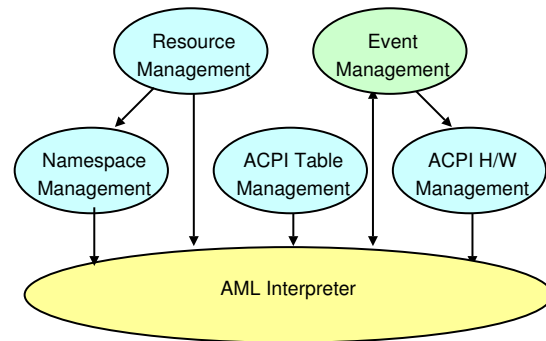 Resource
Management
Event
Management
Namespace
Management
ACPI Table
Management
ACPI H/W
Management
AML Interpreter